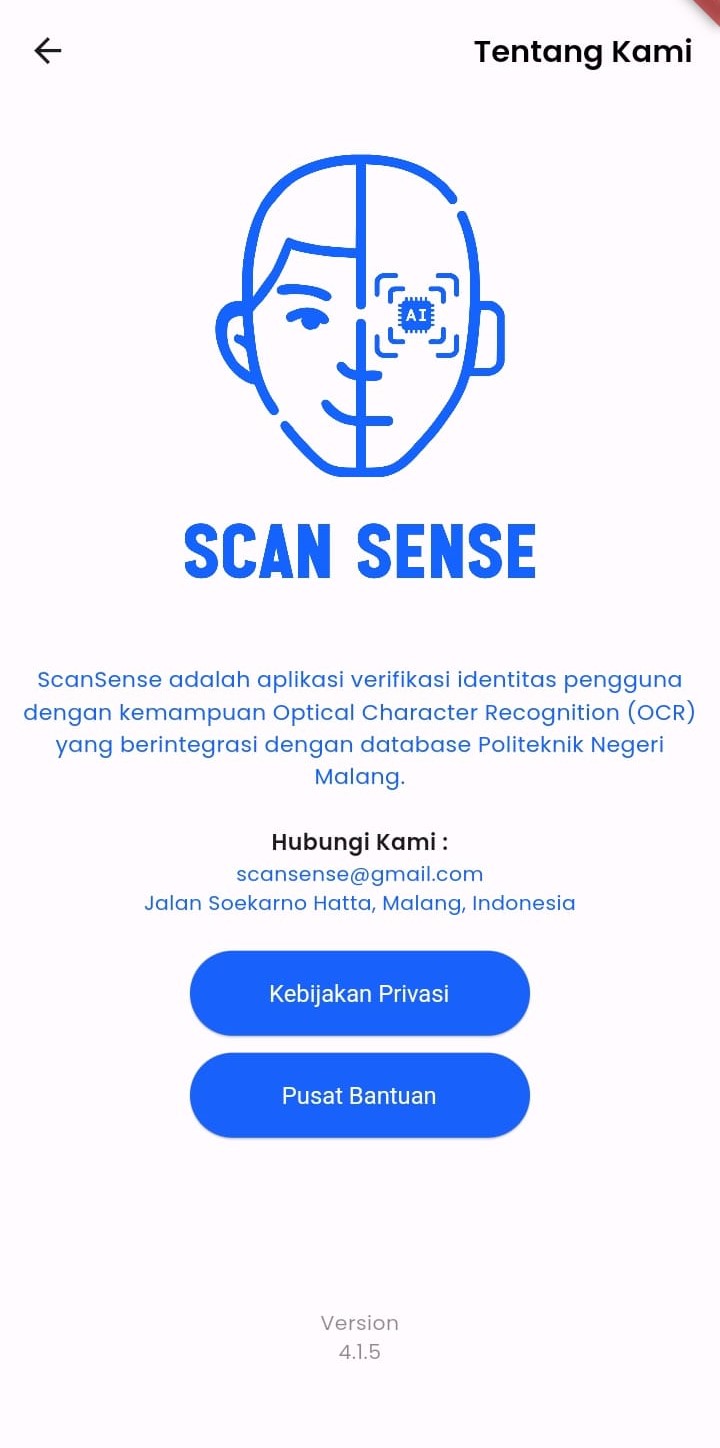 Tentang Kami
AI
SCAN SENSE
ScanSense adalah aplikasi verifikasi identitas pengguna
dengan kemampuan Optical Character Recognition (OCR)
yang berintegrasi dengan database Politeknik Negeri
Malang.
Hubungi Kami :
scansense@gmail.com
Jalan Soekarno Hatta, Malang, Indonesia
Kebijakan Privasi
Pusat Bantuan
Version
4.1.5